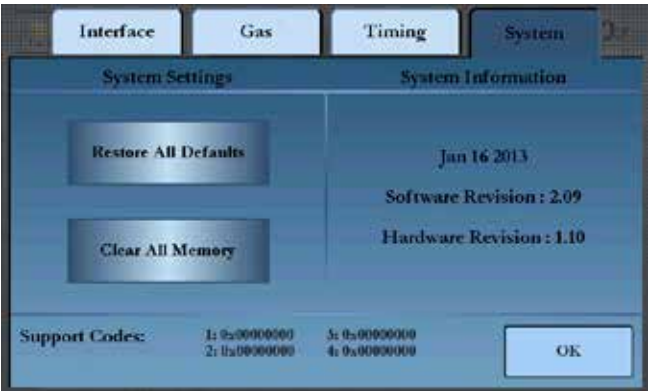 Interface Gas Timing System
System Settings System Information
Restore All Defaults
Jan 16 2013
Software Revision : 2.09
Clear All Memory
Hardware Revision : 1.10
Support Codes: 1: 0x00000000 3: 0x00000000
2: 0x00000000 4: 0x00000000
OK